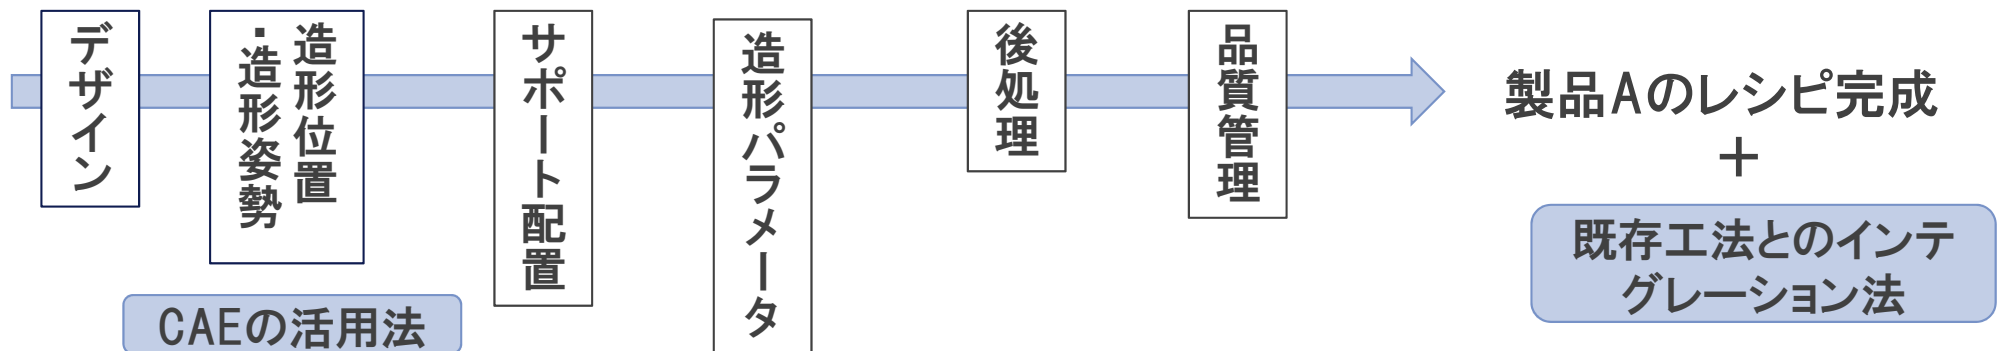 デザイン
造形位置
・造形姿勢
サポート配置
造形パラメータ
後処理
品質管理
製品Aのレシピ完成
＋
既存工法とのインテ
グレーション法
CAEの活用法